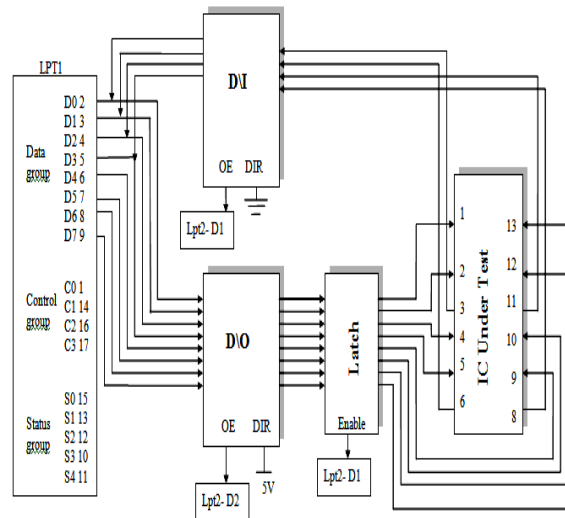 LPT1
D0 2
D1 3
D2 4
D3 5
D4 6
D5 7
D6 8
D7 9
Data
group
C0 1
C1 14
C2 16
C3 17
Control
group
S0 15
S1 13
S2 12
S3 10
S4 11
Status
group
D\I
OE DIR
Lpt2- D1
D\O
OE DIR
Lpt2- D2
5V
Latch
Enable
Lpt2- D1
IC Under Test
1
2
3
4
5
6
13
12
11
10
9
8